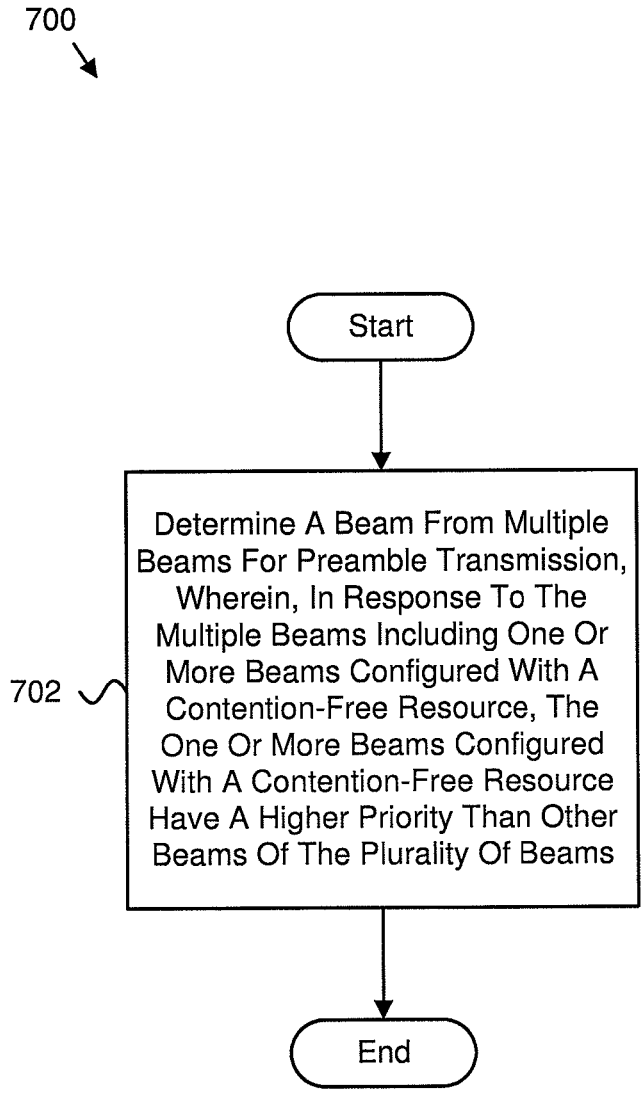 700
Start
Determine A Beam From Multiple
Beams For Preamble Transmission,
Wherein, In Response To The
Multiple Beams Including One Or
More Beams Configured With A
Contention-Free Resource, The
One Or More Beams Configured
With A Contention-Free Resource
Have A Higher Priority Than Other
Beams Of The Plurality Of Beams
702
End